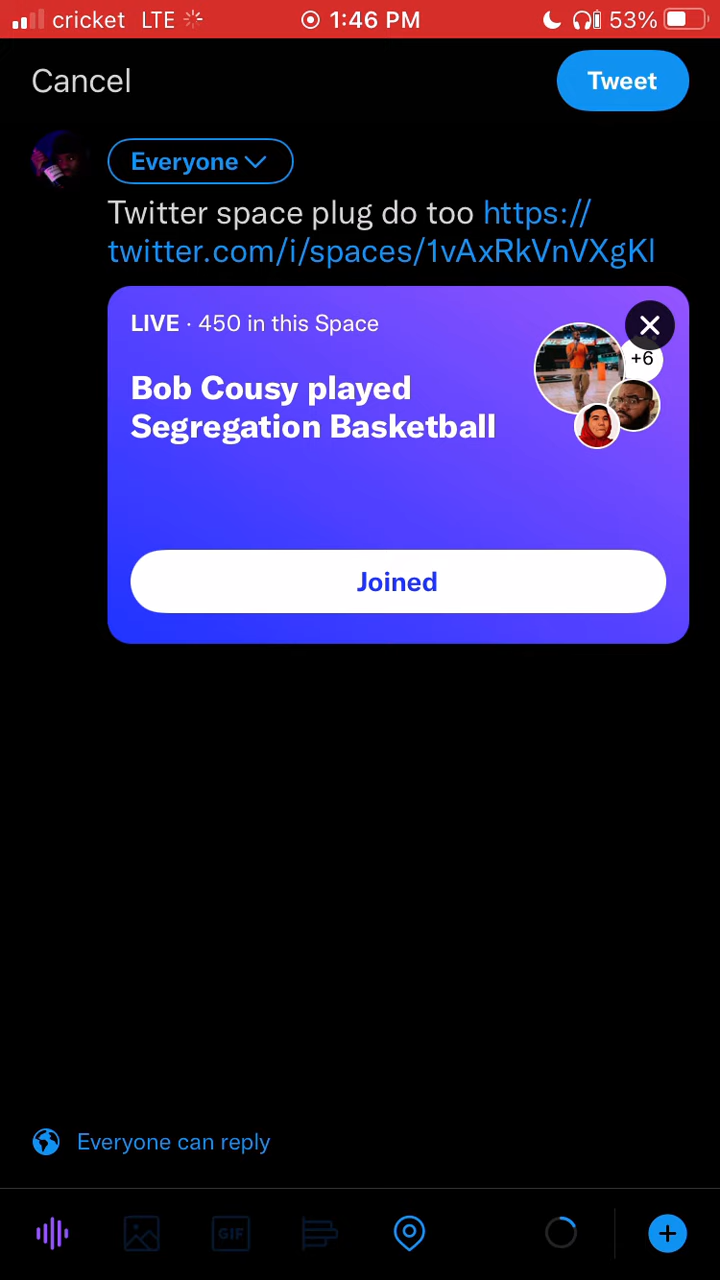 cricket LTE 1:46 PM 53%
Cancel Tweet
Everyone
Twitter space plug do too https://
twitter.com/i/spaces/1vAxRkVnVXgKl
LIVE · 450 in this Space
+6
Bob Cousy played
Segregation Basketball
Joined
Everyone can reply
GIF